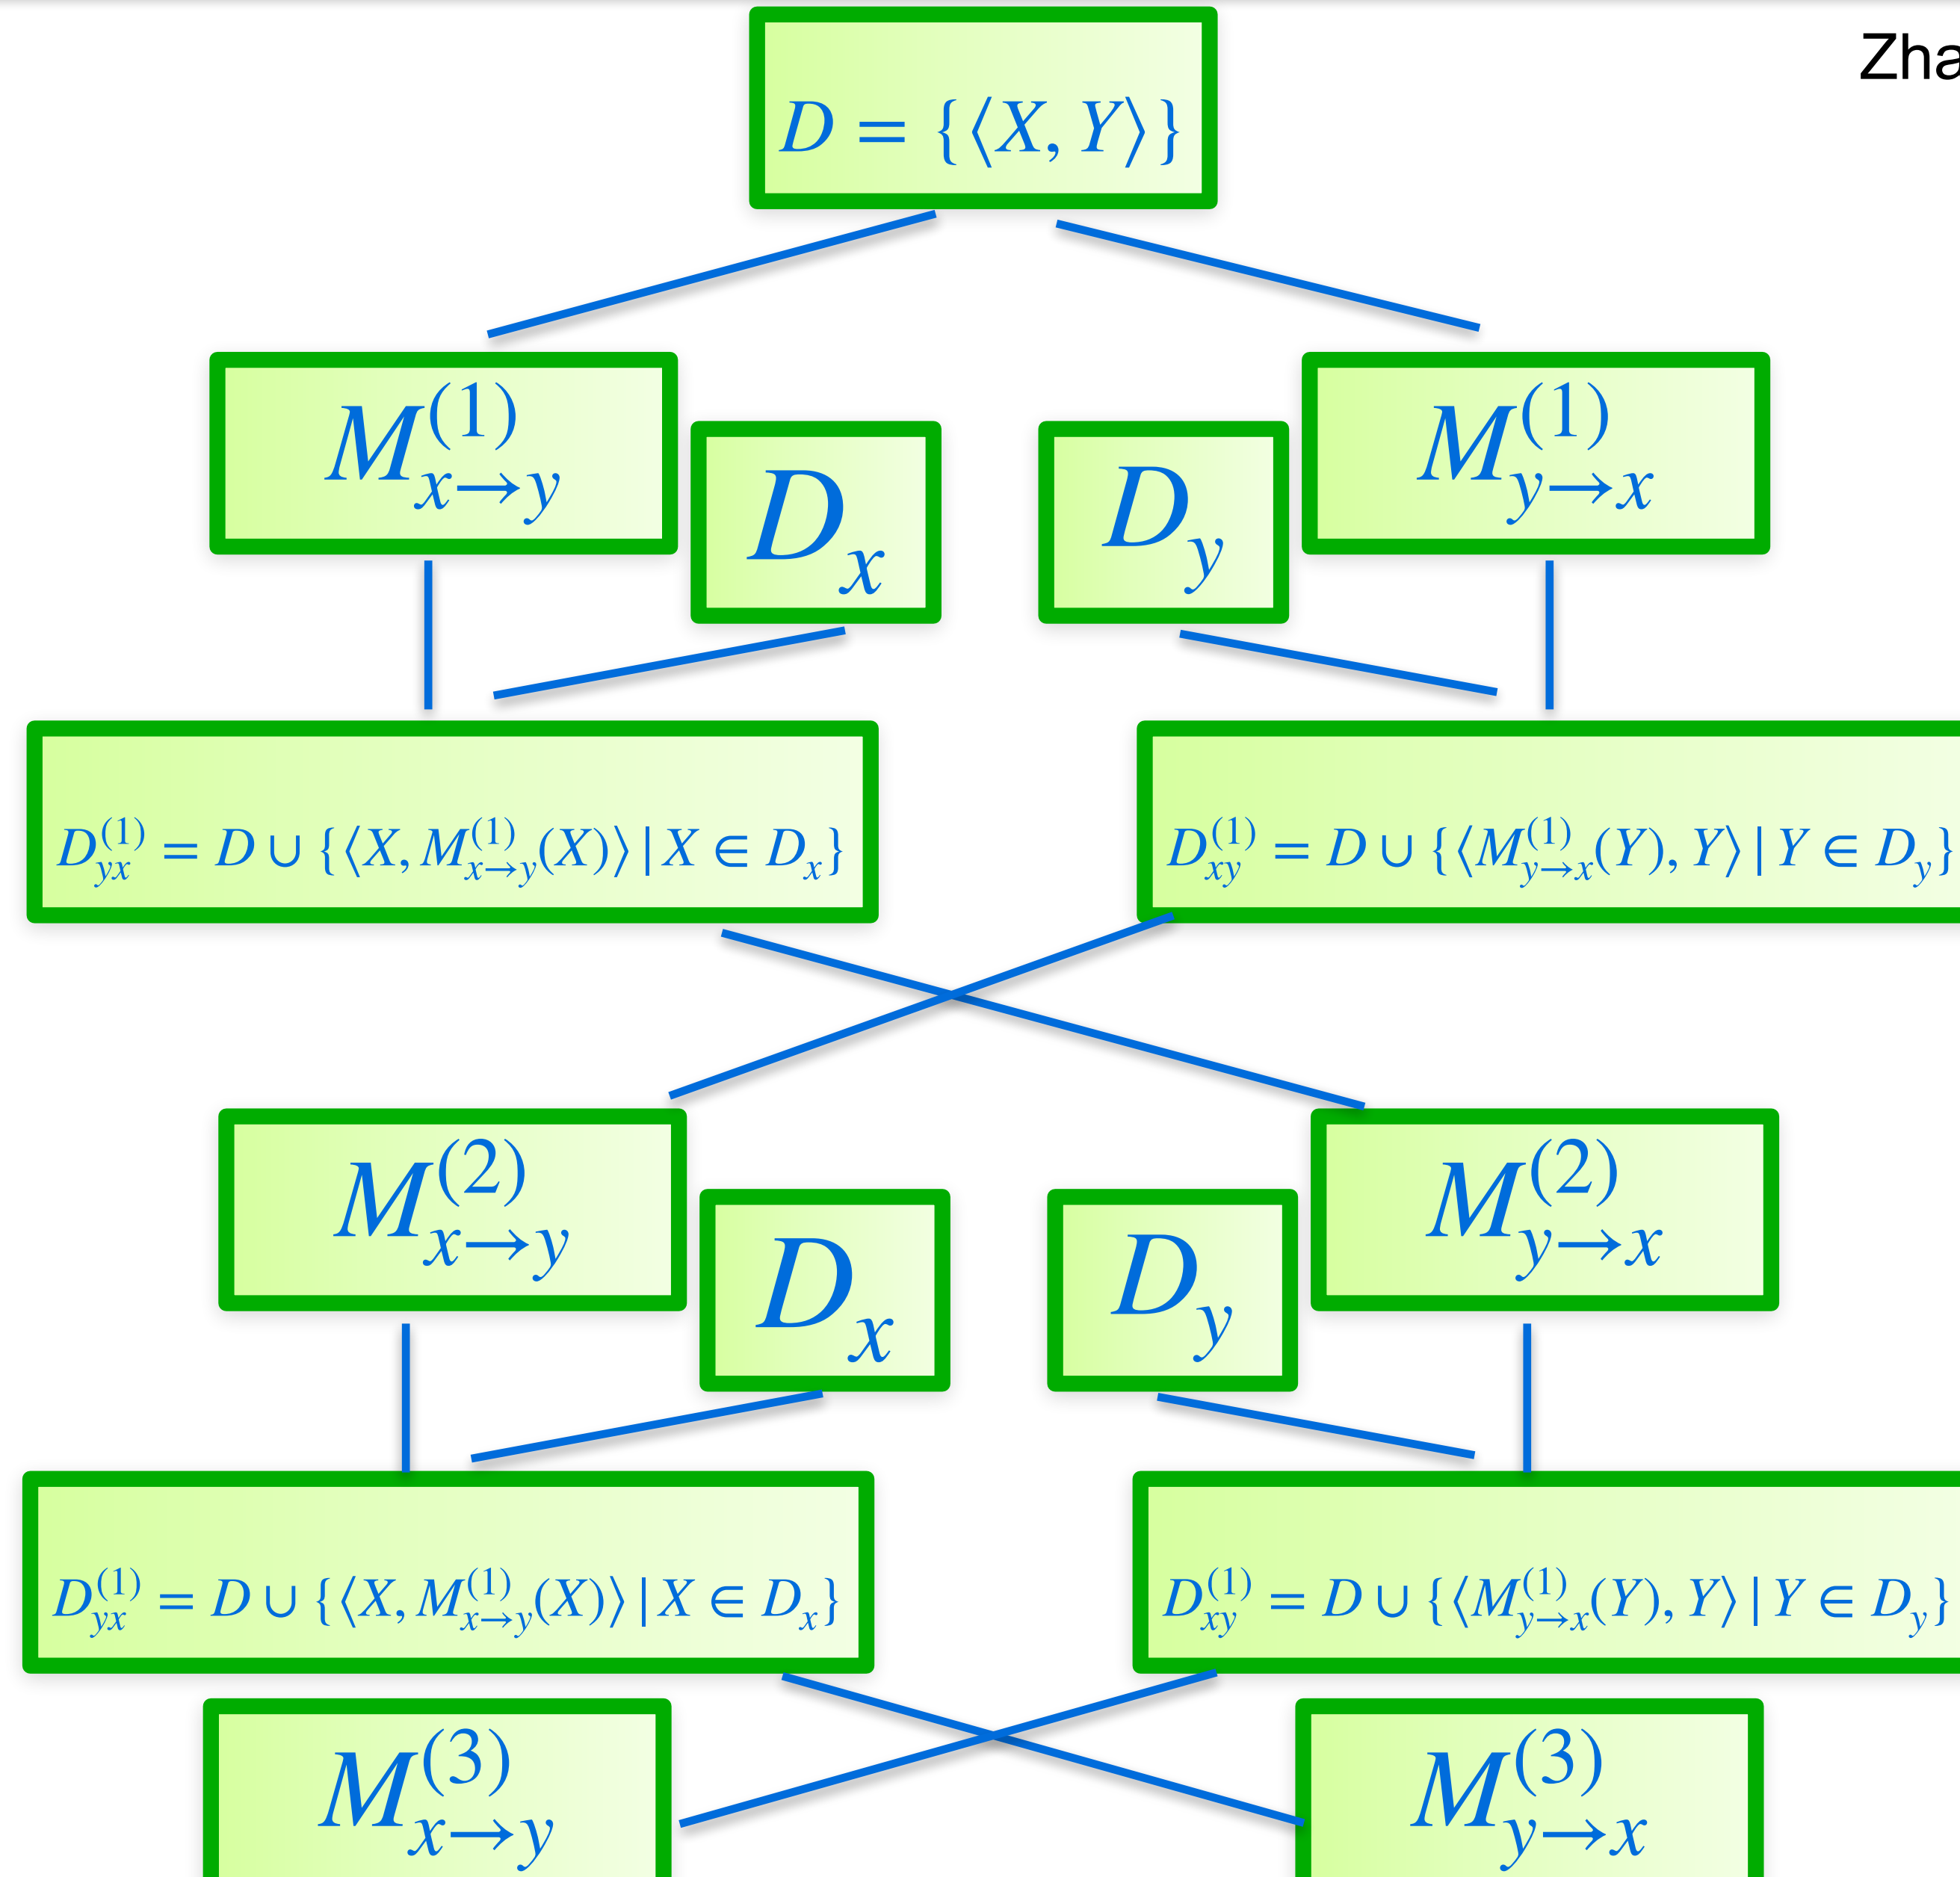 Zha
D = {⟨X, Y⟩}
M^{(1)}_{x→y}
D_x
D_y
M^{(1)}_{y→x}
D^{(1)}_{yx} = D ∪ {⟨X, M^{(1)}_{x→y}(X)⟩ | X ∈ D_x}
D^{(1)}_{xy} = D ∪ {⟨M^{(1)}_{y→x}(Y), Y⟩ | Y ∈ D_y}
M^{(2)}_{x→y}
D_x
D_y
M^{(2)}_{y→x}
D^{(1)}_{yx} = D ∪ {⟨X, M^{(1)}_{x→y}(X)⟩ | X ∈ D_x}
D^{(1)}_{xy} = D ∪ {⟨M^{(1)}_{y→x}(Y), Y⟩ | Y ∈ D_y}
M^{(3)}_{x→y}
M^{(3)}_{y→x}